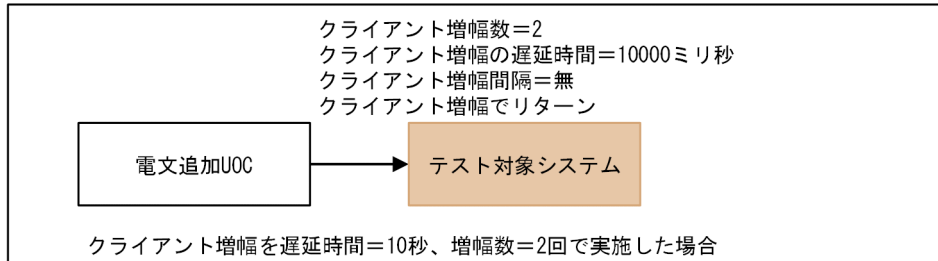 クライアント増幅数＝2
クライアント増幅の遅延時間＝10000ミリ秒
クライアント増幅間隔＝無
クライアント増幅でリターン
電文追加UOC
テスト対象システム
クライアント増幅を遅延時間＝10秒、増幅数＝2回で実施した場合